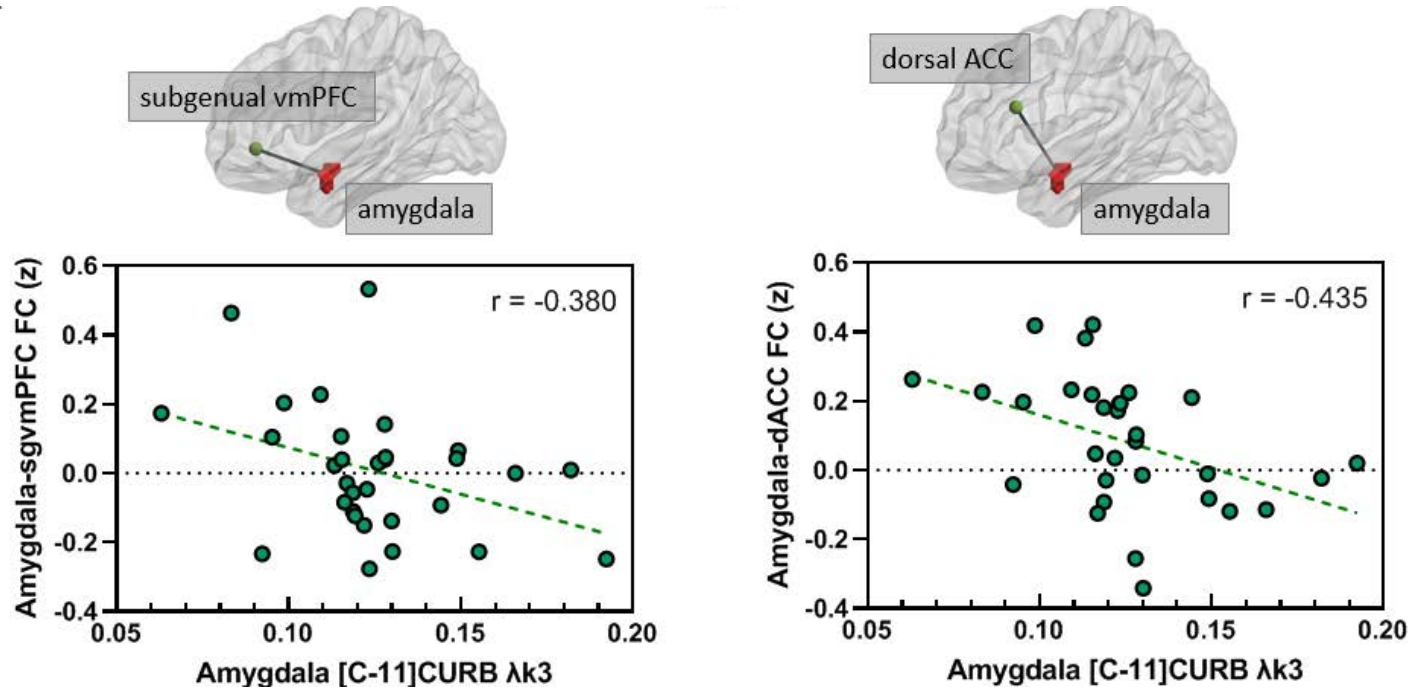 subgenual vmPFC
amygdala
dorsal ACC
amygdala
Amygdala-sgvmPFC FC (z)
0.6
0.4
0.2
0.0
-0.2
-0.4
r = -0.380
0.05
0.10
0.15
0.20
Amygdala [C-11]CURB λk3
Amygdala-dACC FC (z)
0.6
0.4
0.2
0.0
-0.2
-0.4
r = -0.435
0.05
0.10
0.15
0.20
Amygdala [C-11]CURB λk3